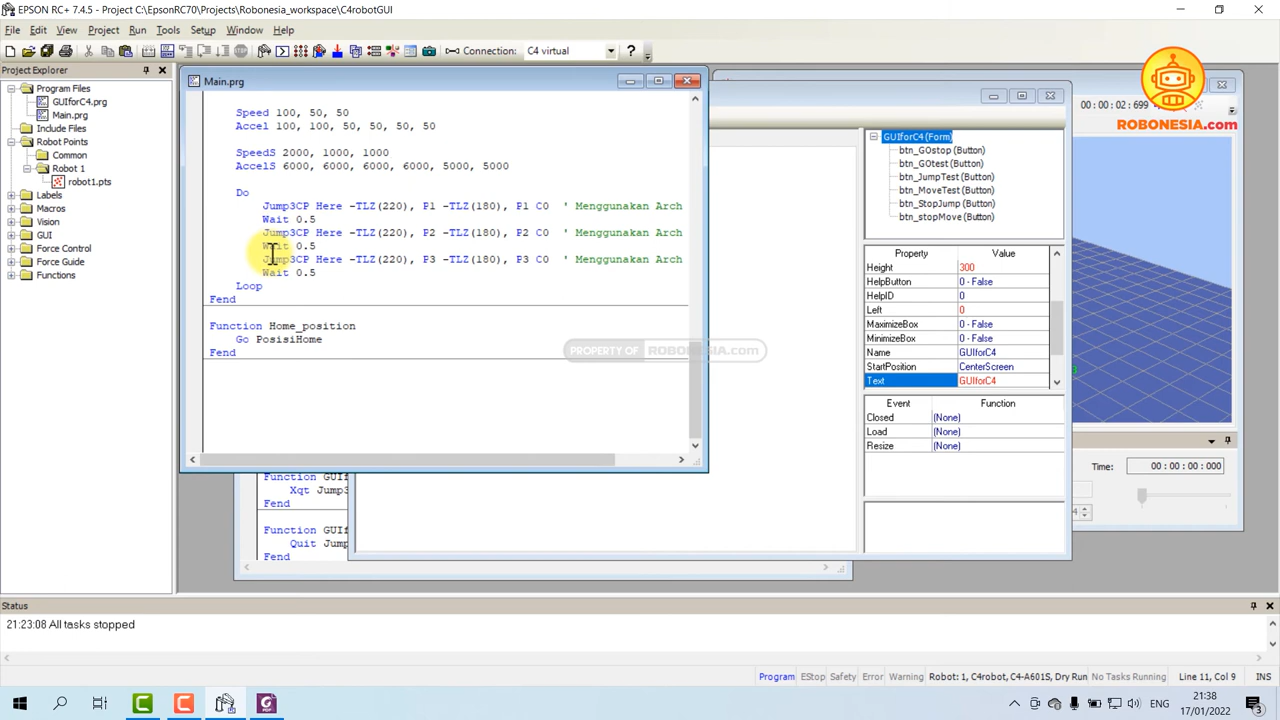 EPSON RC+ 7.4.5 - Project C:\EpsonRC70\Projects\Robonesia_workspace\C4robotGUI
File Edit View Project Run Tools Setup Window Help
Connection: C4 virtual
Project Explorer
Program Files
GUIforC4.prg
Main.prg
Include Files
Robot Points
Common
Robot 1
robot1.pts
Labels
Macros
Vision
GUI
Force Control
Force Guide
Functions
Main.prg
Speed 100, 50, 50
Accel 100, 100, 50, 50, 50, 50
SpeedS 2000, 1000, 1000
AccelS 6000, 6000, 6000, 6000, 5000, 5000
Do
Jump3CP Here -TLZ(220), P1 -TLZ(180), P1 C0 ' Menggunakan Arch
Wait 0.5
Jump3CP Here -TLZ(220), P2 -TLZ(180), P2 C0 ' Menggunakan Arch
Wait 0.5
Jump3CP Here -TLZ(220), P3 -TLZ(180), P3 C0 ' Menggunakan Arch
Wait 0.5
Loop
Fend
Function Home_position
Go PosisiHome
Fend
PROPERTY OF ROBONESIA.com
Function GUIf
Xqt Jump3
Fend
Function GUIf
Quit Jump
Fend
GUIforC4 (Form)
btn_GOstop (Button)
btn_GOtest (Button)
btn_JumpTest (Button)
btn_MoveTest (Button)
btn_StopJump (Button)
btn_stopMove (Button)
Property Value
Height 300
HelpButton 0 - False
HelpID 0
Left 0
MaximizeBox 0 - False
MinimizeBox 0 - False
Name GUIforC4
StartPosition CenterScreen
Text GUIforC4
Event Function
Closed (None)
Load (None)
Resize (None)
00 : 00 : 02 : 699
ROBONESIA.com
Time: 00 : 00 : 00 : 000
Status
21:23:08 All tasks stopped
Program EStop Safety Error Warning Robot: 1, C4robot, C4-A601S, Dry Run No Tasks Running Line 11, Col 9 INS
ENG
21:38
17/01/2022
3